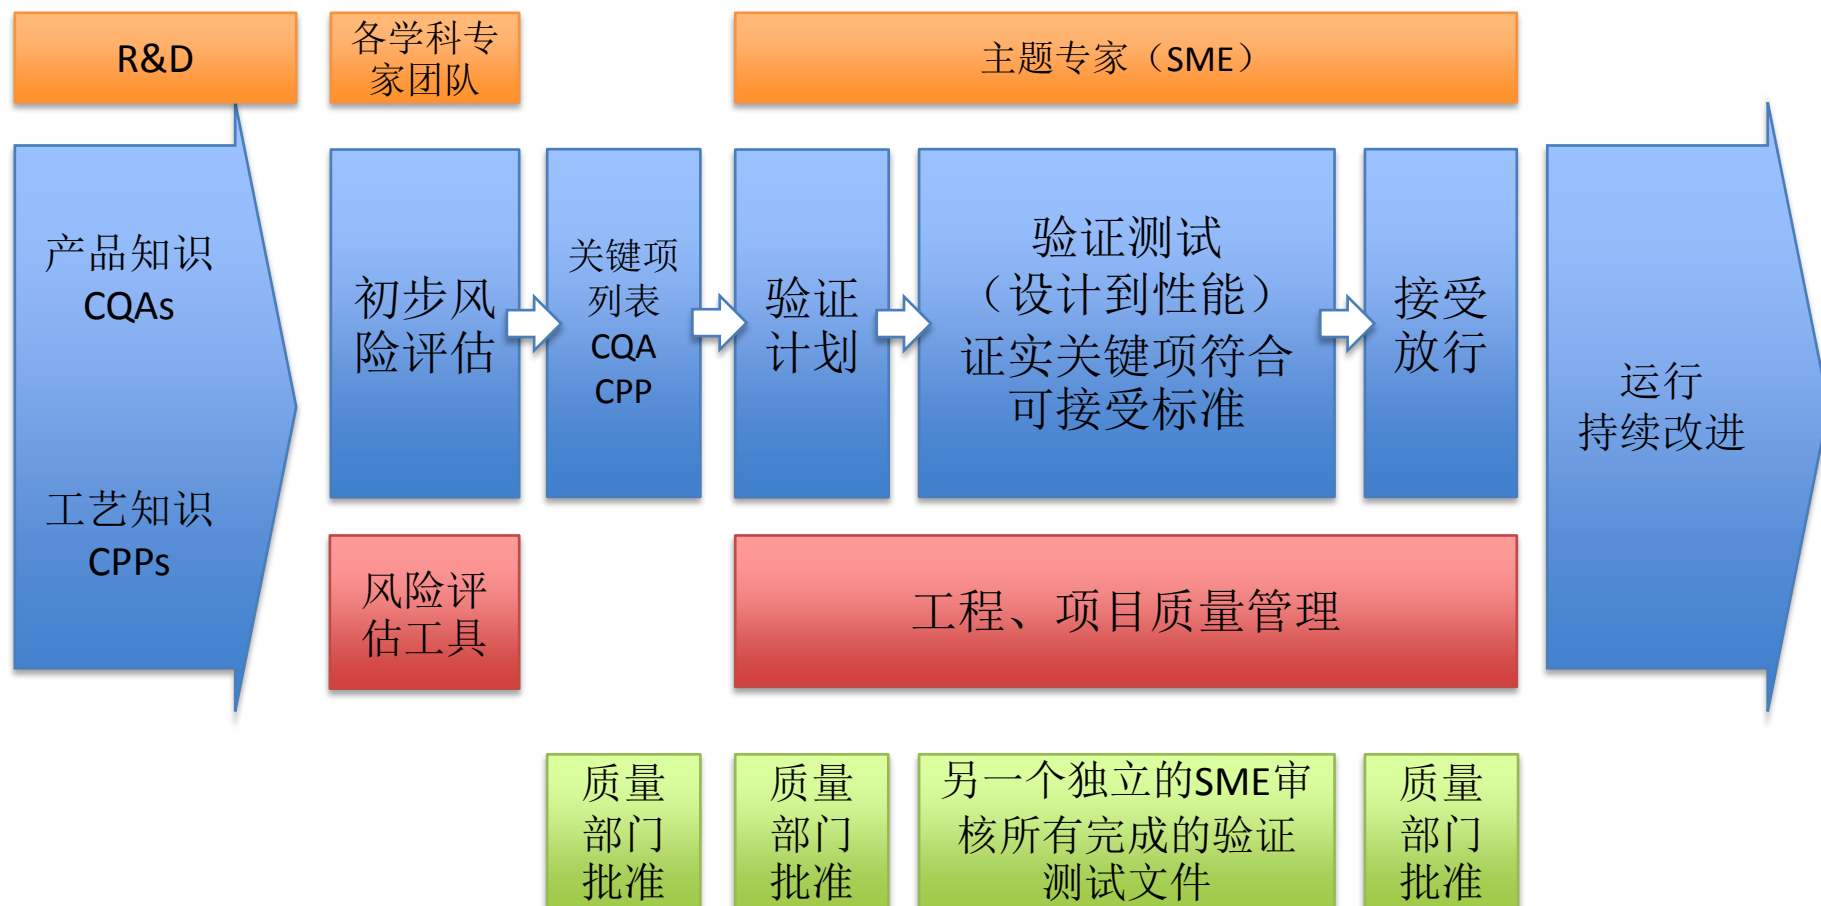 R&D
各学科专
家团队
主题专家（SME）
产品知识
CQAs
工艺知识
CPPs
初步风
险评估
关键项
列表
CQA
CPP
验证
计划
验证测试
（设计到性能）
证实关键项符合
可接受标准
接受
放行
运行
持续改进
风险评
估工具
工程、项目质量管理
质量
部门
批准
质量
部门
批准
另一个独立的SME审
核所有完成的验证
测试文件
质量
部门
批准